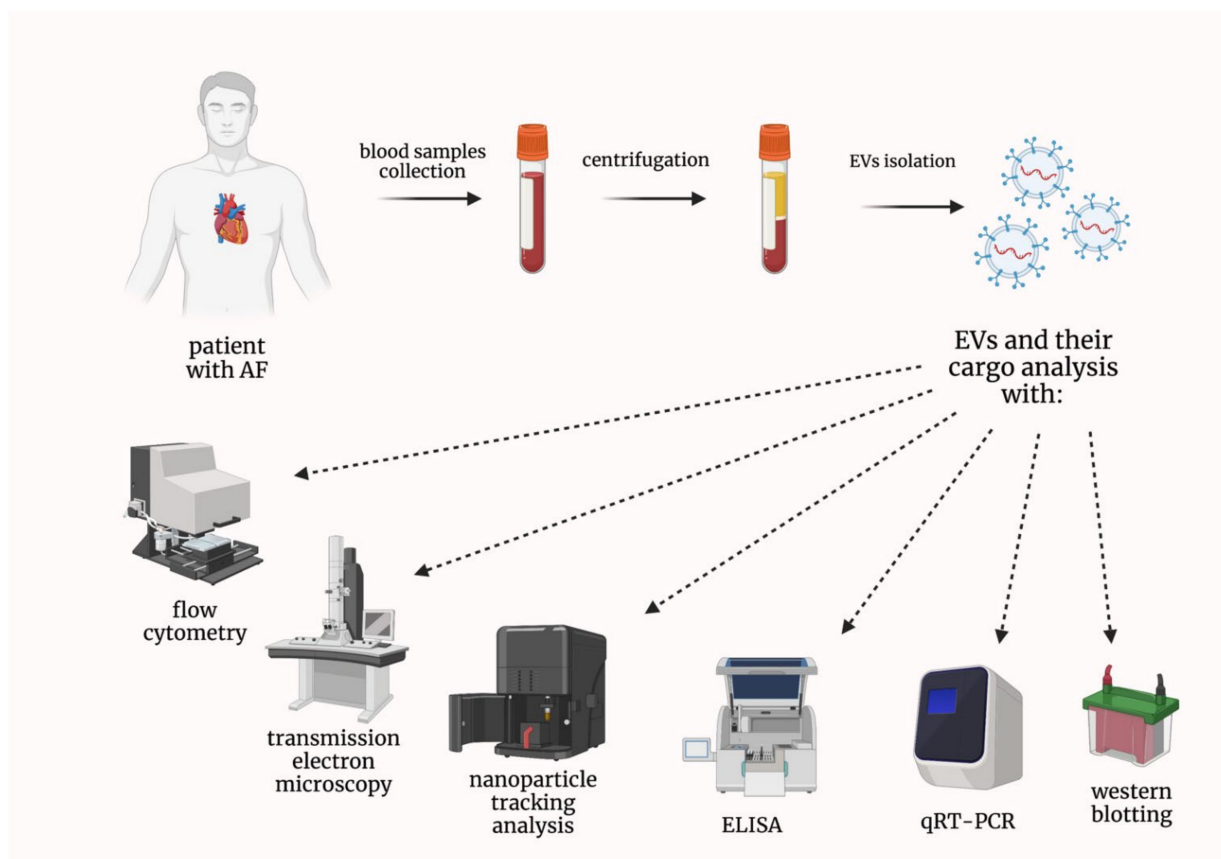 blood samples
collection
centrifugation
EVs isolation
patient
with AF
EVs and their
cargo analysis
with:
flow
cytometry
transmission
electron
microscopy
nanoparticle
tracking
analysis
ELISA
qRT-PCR
western
blotting